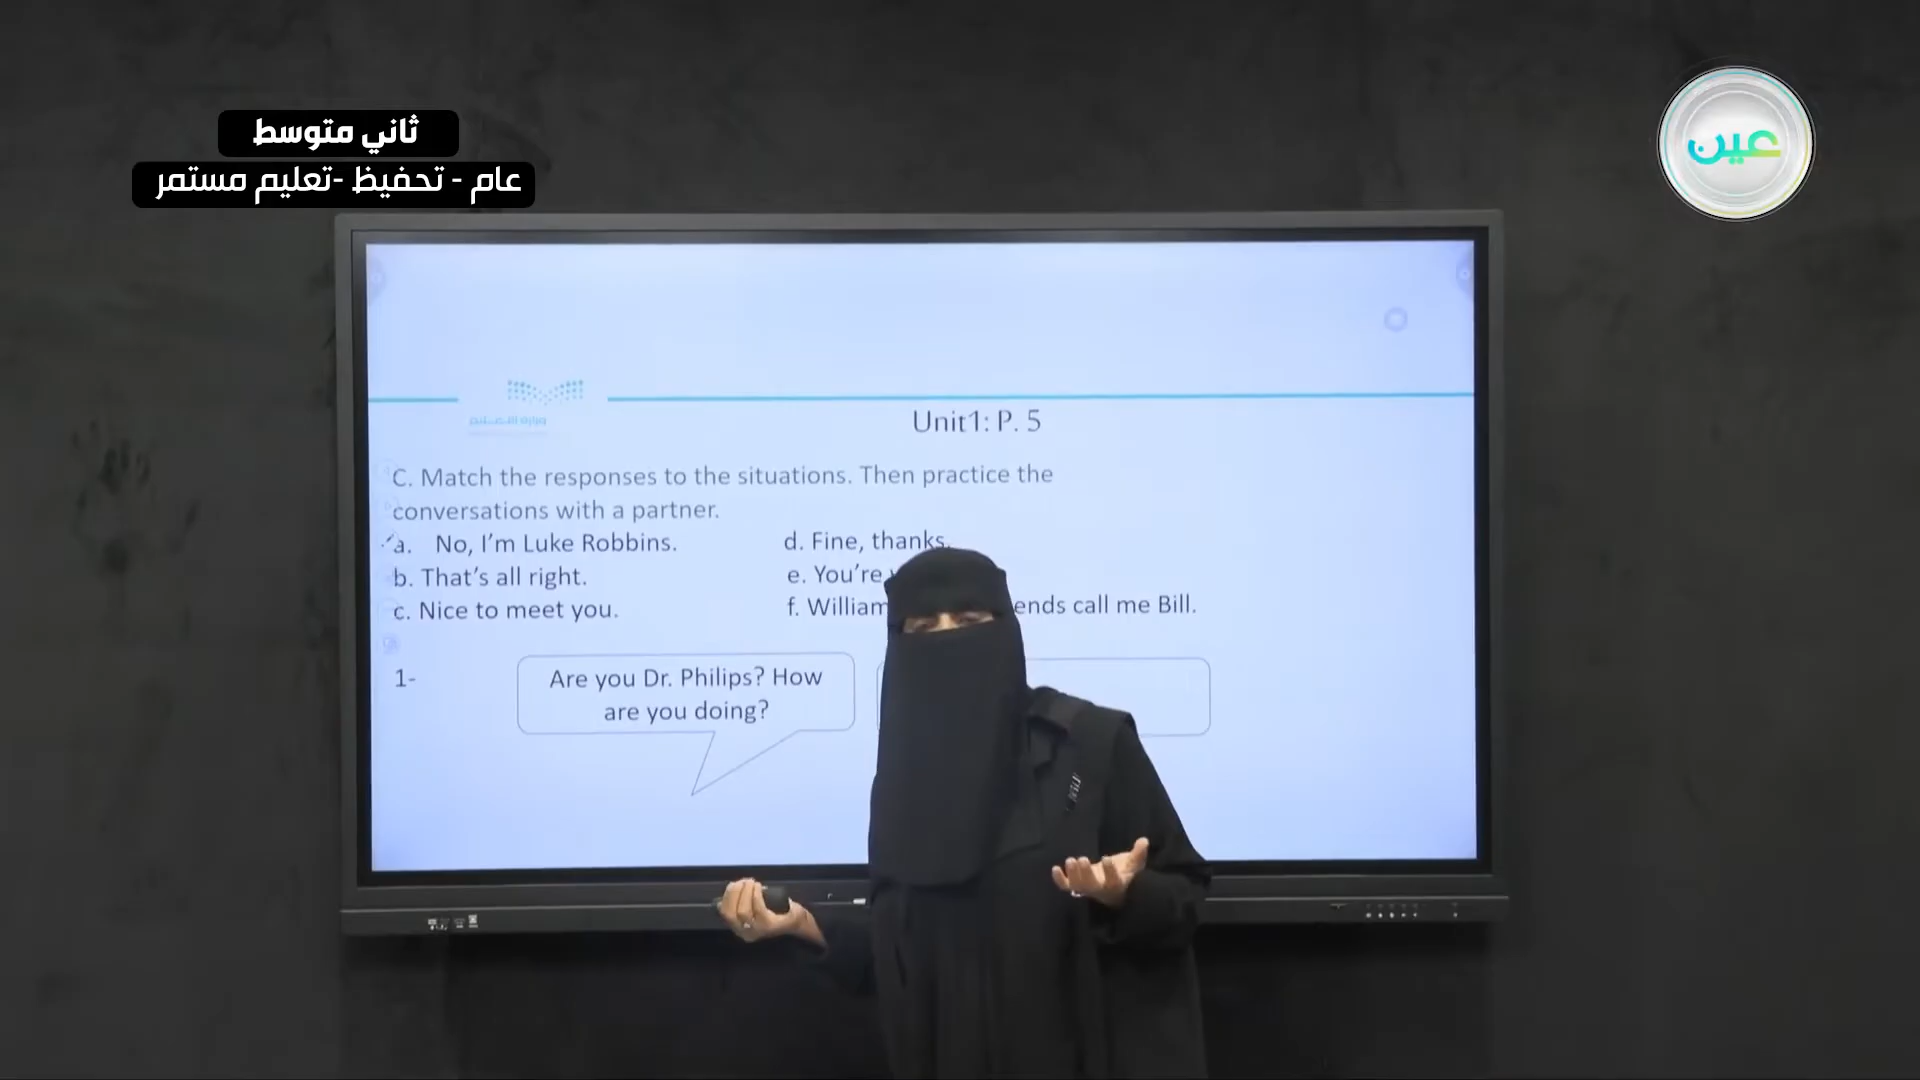 ثاني متوسط
عام - تحفيظ -تعليم مستمر
عين
وزارة التعليم
Unit1: P. 5
C. Match the responses to the situations. Then practice the
conversations with a partner.
a. No, I’m Luke Robbins.
d. Fine, thanks.
b. That’s all right.
e. You’re
c. Nice to meet you.
f. William ends call me Bill.
1-
Are you Dr. Philips? How
are you doing?